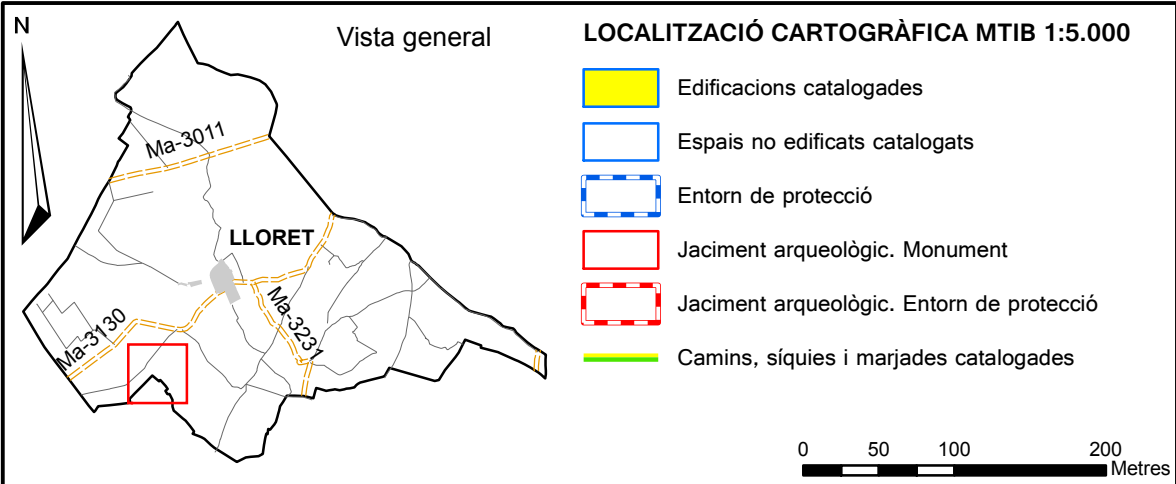 N
Vista general
Ma-3011
LLORET
Ma-3130
Ma-3231
LOCALITZACIÓ CARTOGRÀFICA MTIB 1:5.000
Edificacions catalogades
Espais no edificats catalogats
Entorn de protecció
Jaciment arqueològic. Monument
Jaciment arqueològic. Entorn de protecció
Camins, síquies i marjades catalogades
0 50 100 200
Metres